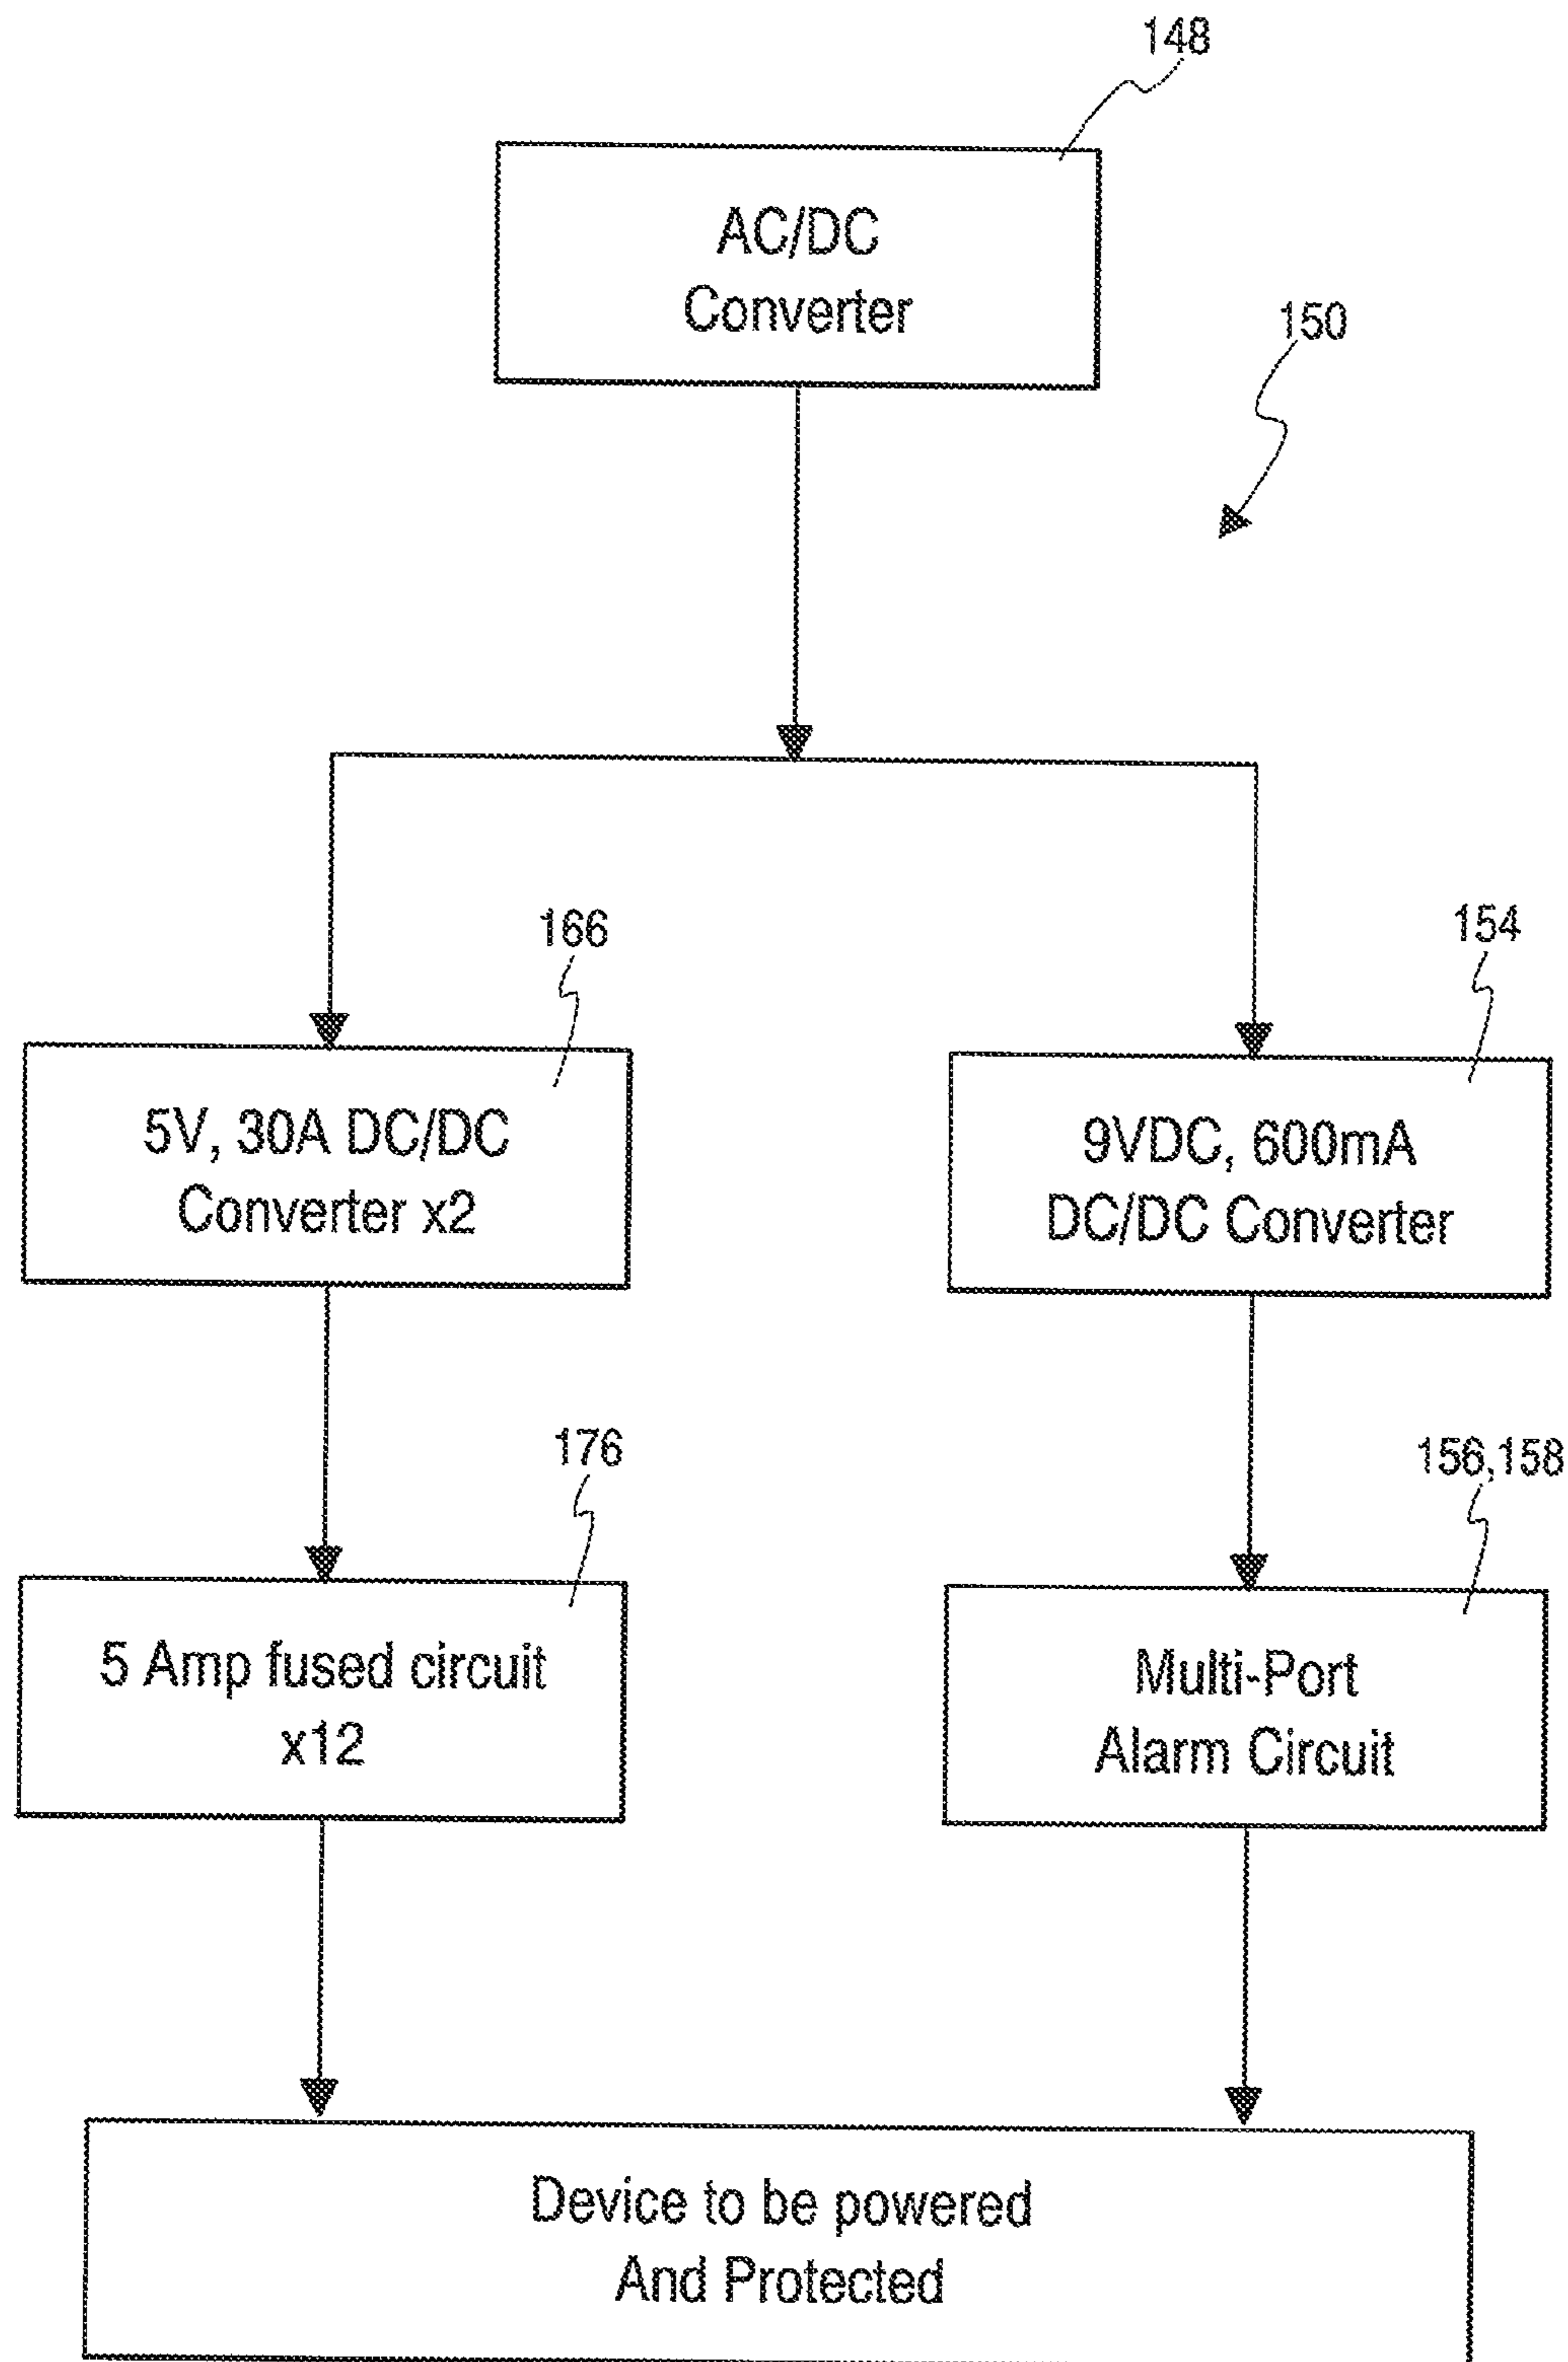 148
AC/DC
Converter
150
166
154
5V, 30A DC/DC
Converter x2
9VDC, 600mA
DC/DC Converter
176
156,158
5 Amp fused circuit
x12
Multi-Port
Alarm Circuit
Device to be powered
And Protected